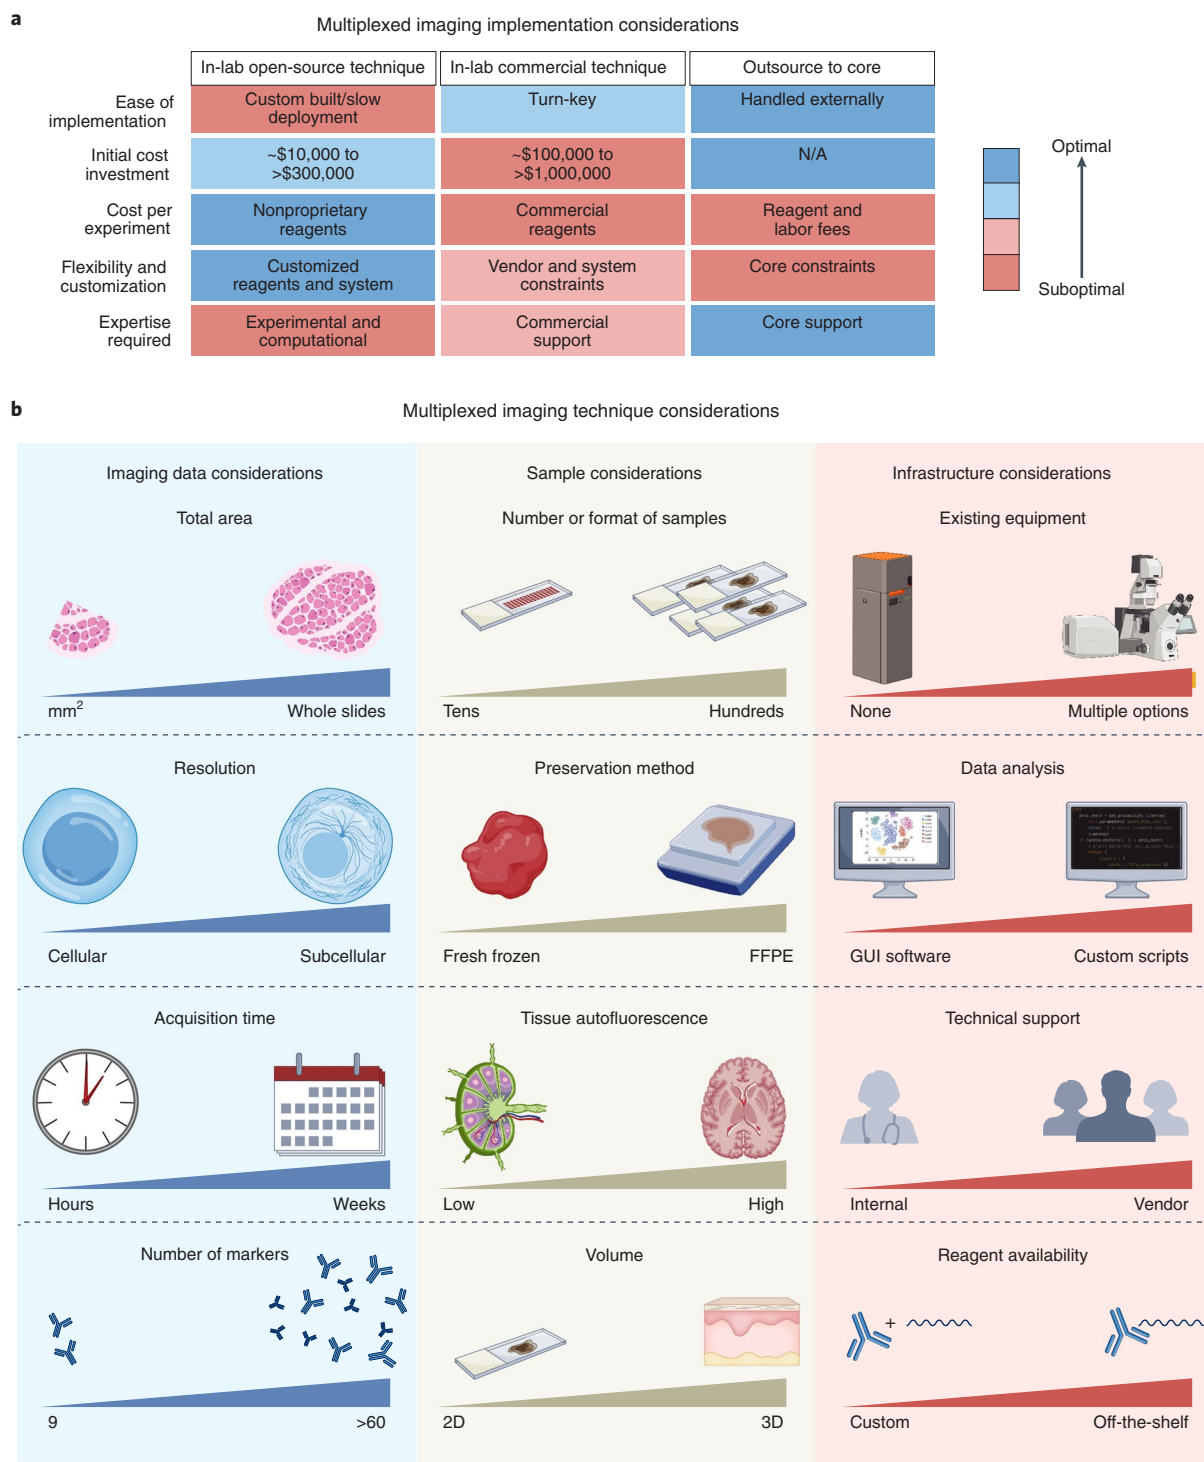 a
Multiplexed imaging implementation considerations
In-lab open-source technique
In-lab commercial technique
Outsource to core
Ease of
implementation
Custom built/slow
deployment
Turn-key
Handled externally
Initial cost
investment
~$10,000 to
>$300,000
~$100,000 to
>$1,000,000
N/A
Cost per
experiment
Nonproprietary
reagents
Commercial
reagents
Reagent and
labor fees
Flexibility and
customization
Customized
reagents and system
Vendor and system
constraints
Core constraints
Expertise
required
Experimental and
computational
Commercial
support
Core support
Optimal
Suboptimal
b
Multiplexed imaging technique considerations
Imaging data considerations
Sample considerations
Infrastructure considerations
Total area
Number or format of samples
Existing equipment
mm²
Whole slides
Tens
Hundreds
None
Multiple options
Resolution
Preservation method
Data analysis
Cellular
Subcellular
Fresh frozen
FFPE
GUI software
Custom scripts
Acquisition time
Tissue autofluorescence
Technical support
Hours
Weeks
Low
High
Internal
Vendor
Number of markers
Volume
Reagent availability
+
9
>60
2D
3D
Custom
Off-the-shelf